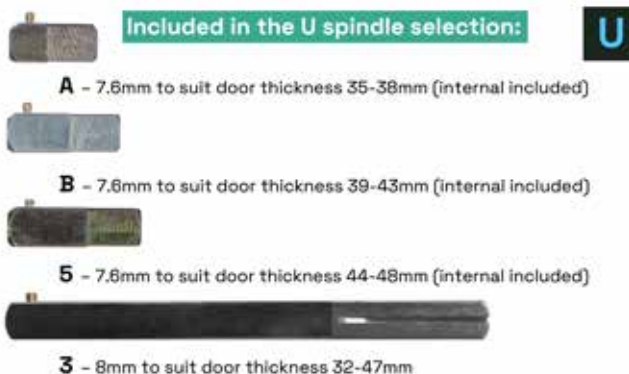 Included in the U spindle selection:
U
A – 7.6mm to suit door thickness 35-38mm (internal included)
B – 7.6mm to suit door thickness 39-43mm (internal included)
5 – 7.6mm to suit door thickness 44-48mm (internal included)
3 – 8mm to suit door thickness 32-47mm